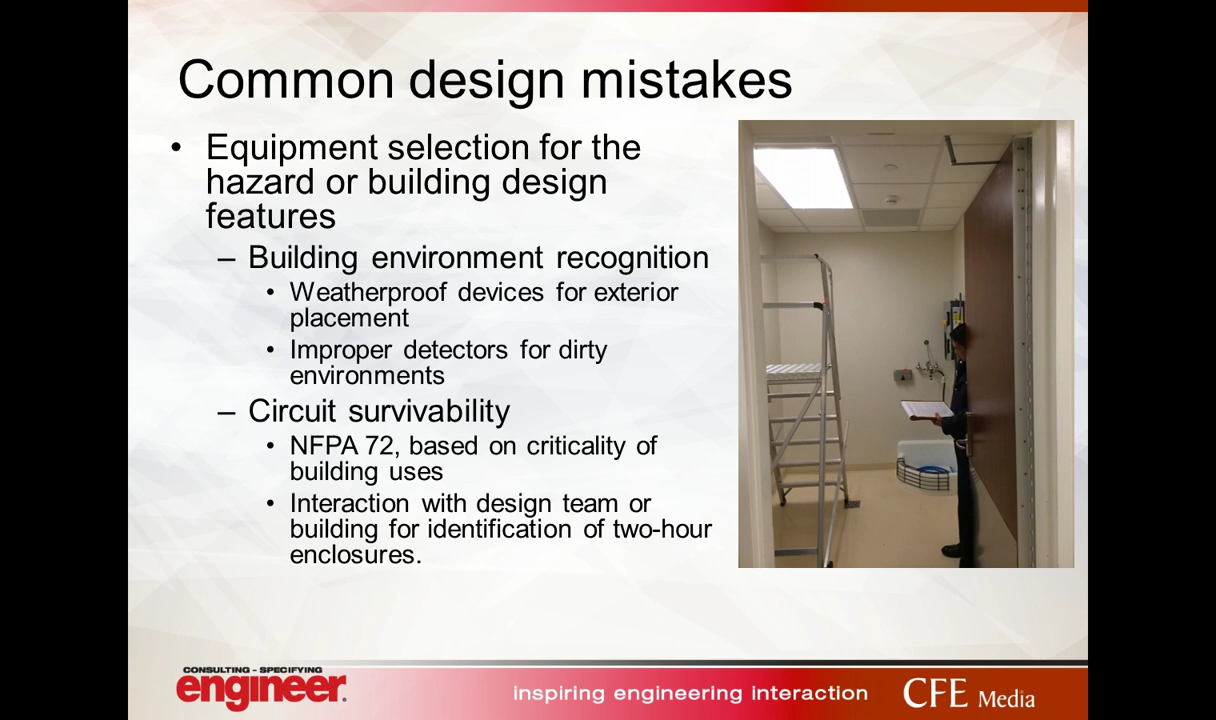 Common design mistakes
• Equipment selection for the
hazard or building design
features
– Building environment recognition
• Weatherproof devices for exterior
placement
• Improper detectors for dirty
environments
– Circuit survivability
• NFPA 72, based on criticality of
building uses
• Interaction with design team or
building for identification of two-hour
enclosures.
CONSULTING - SPECIFYING
engineer.
inspiring engineering interaction
CFE Media